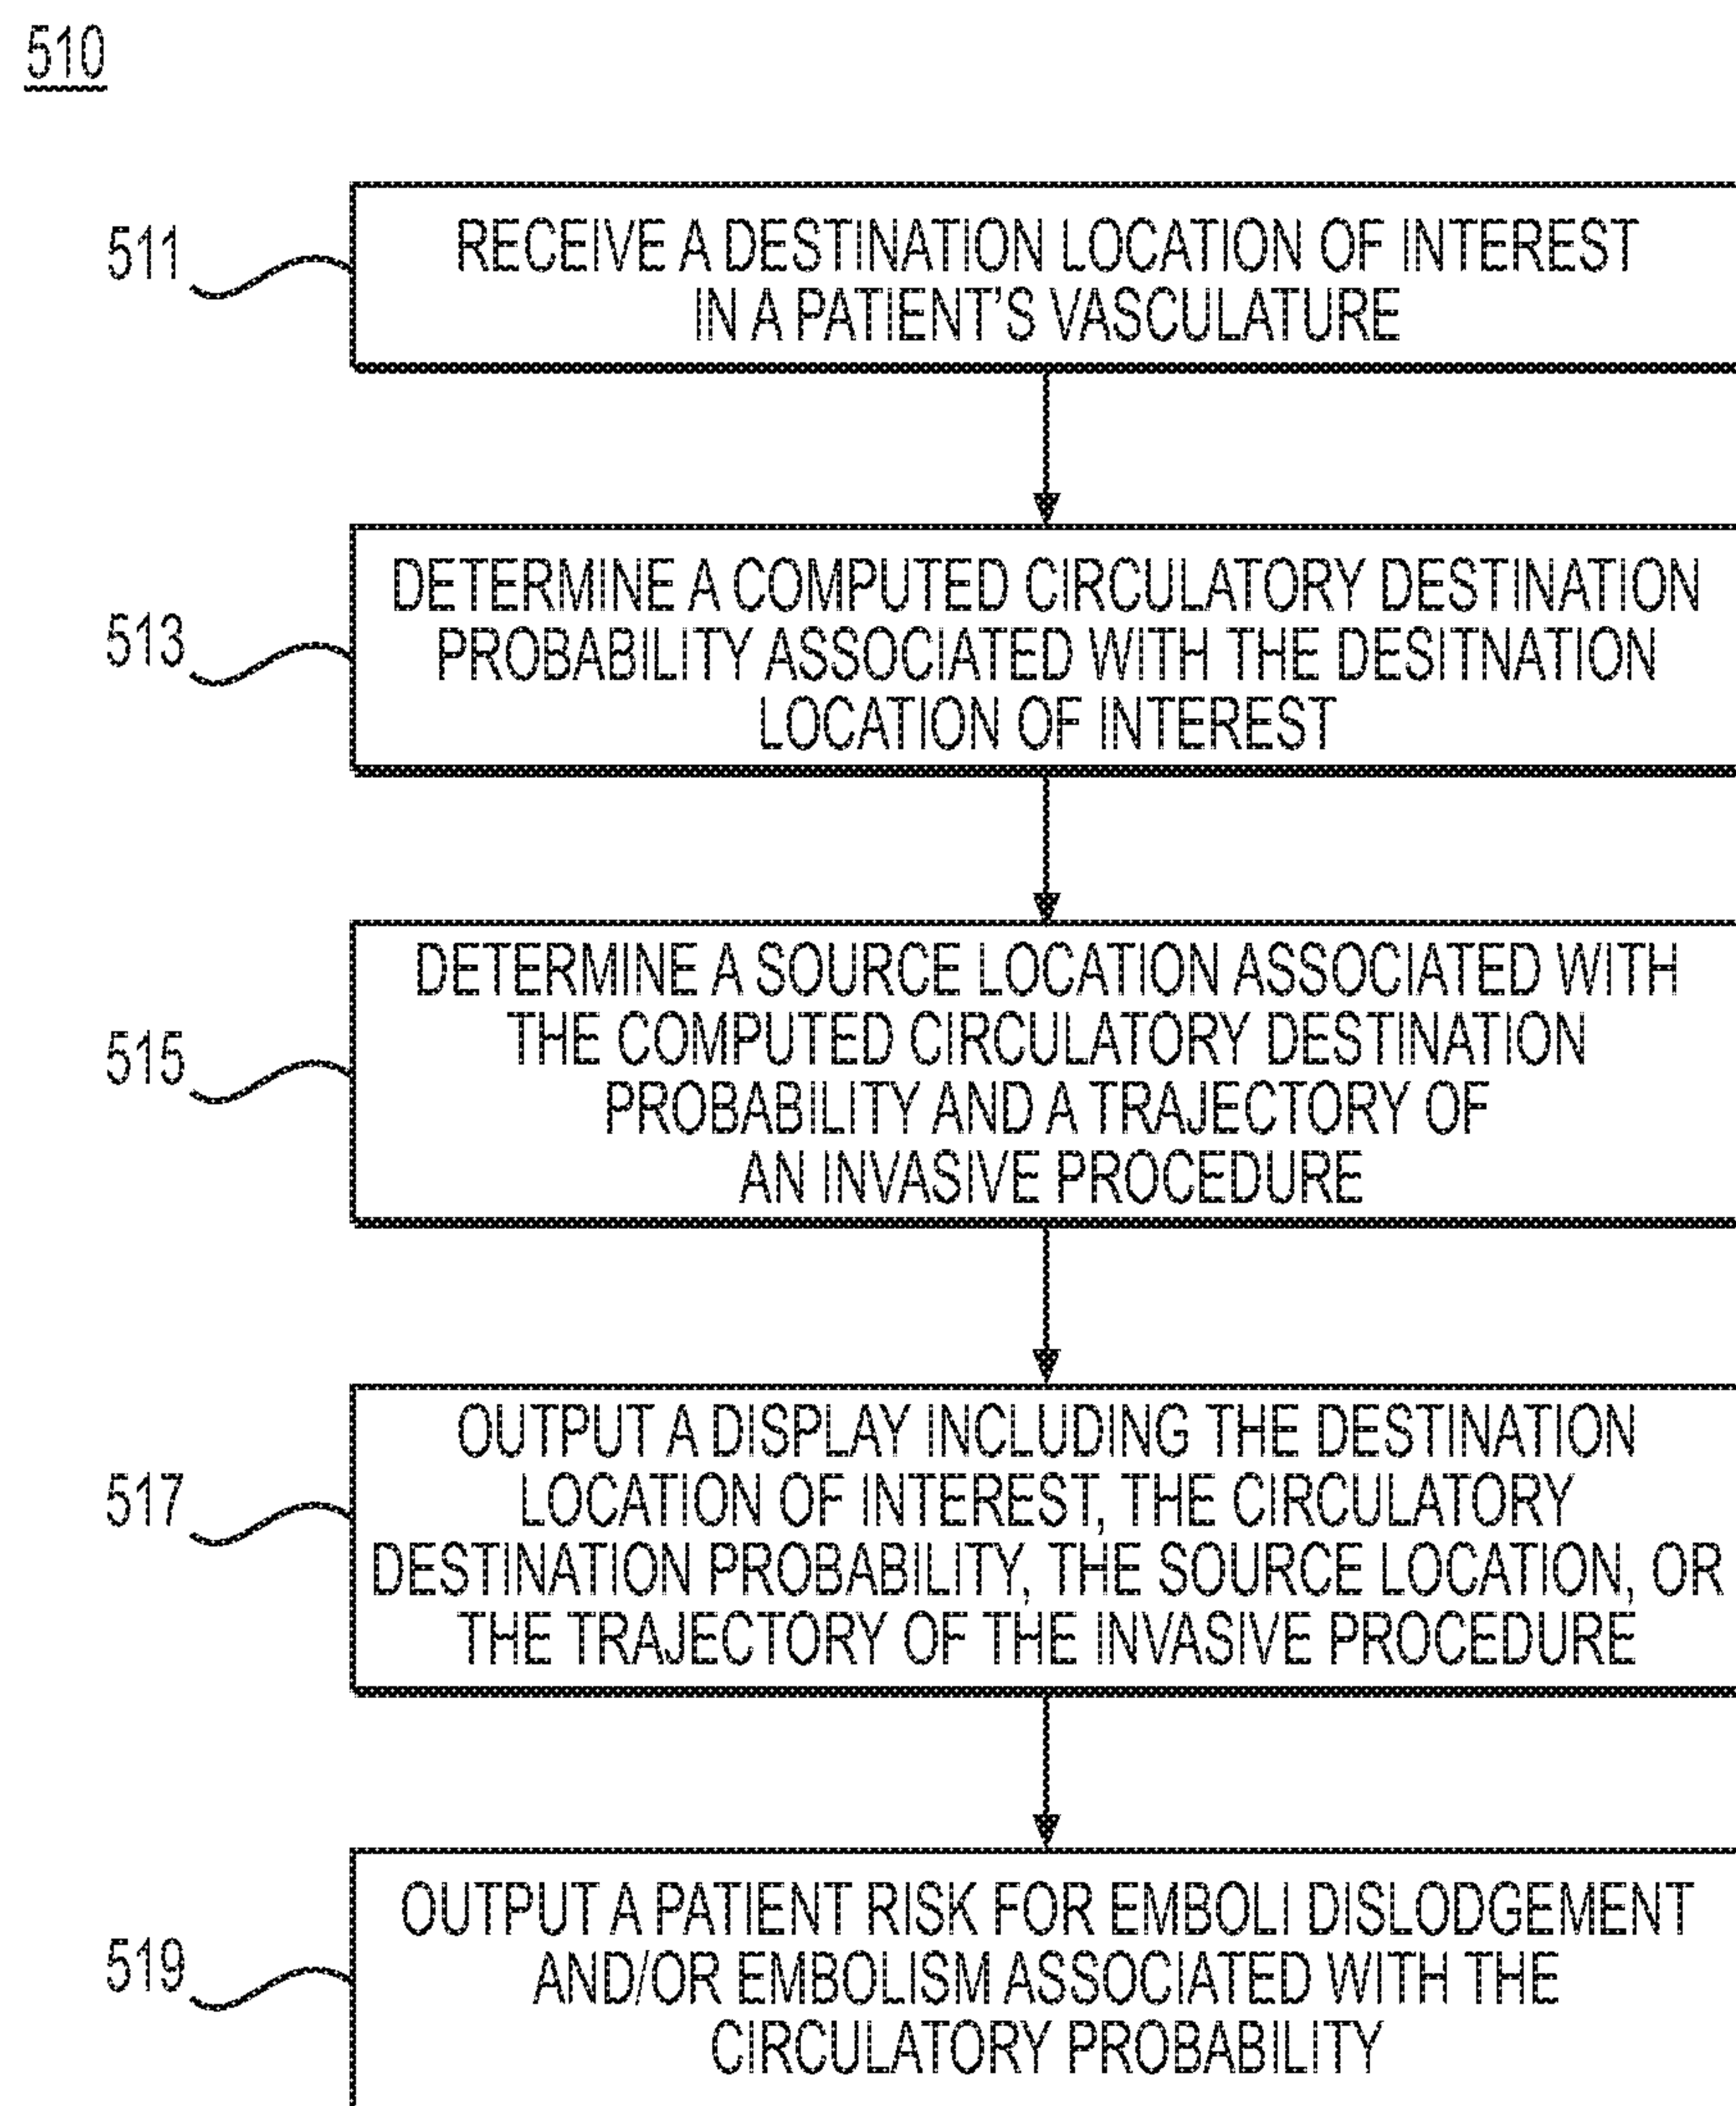 510
511
RECEIVE A DESTINATION LOCATION OF INTEREST
IN A PATIENT'S VASCULATURE
513
DETERMINE A COMPUTED CIRCULATORY DESTINATION
PROBABILITY ASSOCIATED WITH THE DESITNATION
LOCATION OF INTEREST
515
DETERMINE A SOURCE LOCATION ASSOCIATED WITH
THE COMPUTED CIRCULATORY DESTINATION
PROBABILITY AND A TRAJECTORY OF
AN INVASIVE PROCEDURE
517
OUTPUT A DISPLAY INCLUDING THE DESTINATION
LOCATION OF INTEREST, THE CIRCULATORY
DESTINATION PROBABILITY, THE SOURCE LOCATION, OR
THE TRAJECTORY OF THE INVASIVE PROCEDURE
519
OUTPUT A PATIENT RISK FOR EMBOLI DISLODGEMENT
AND/OR EMBOLISM ASSOCIATED WITH THE
CIRCULATORY PROBABILITY